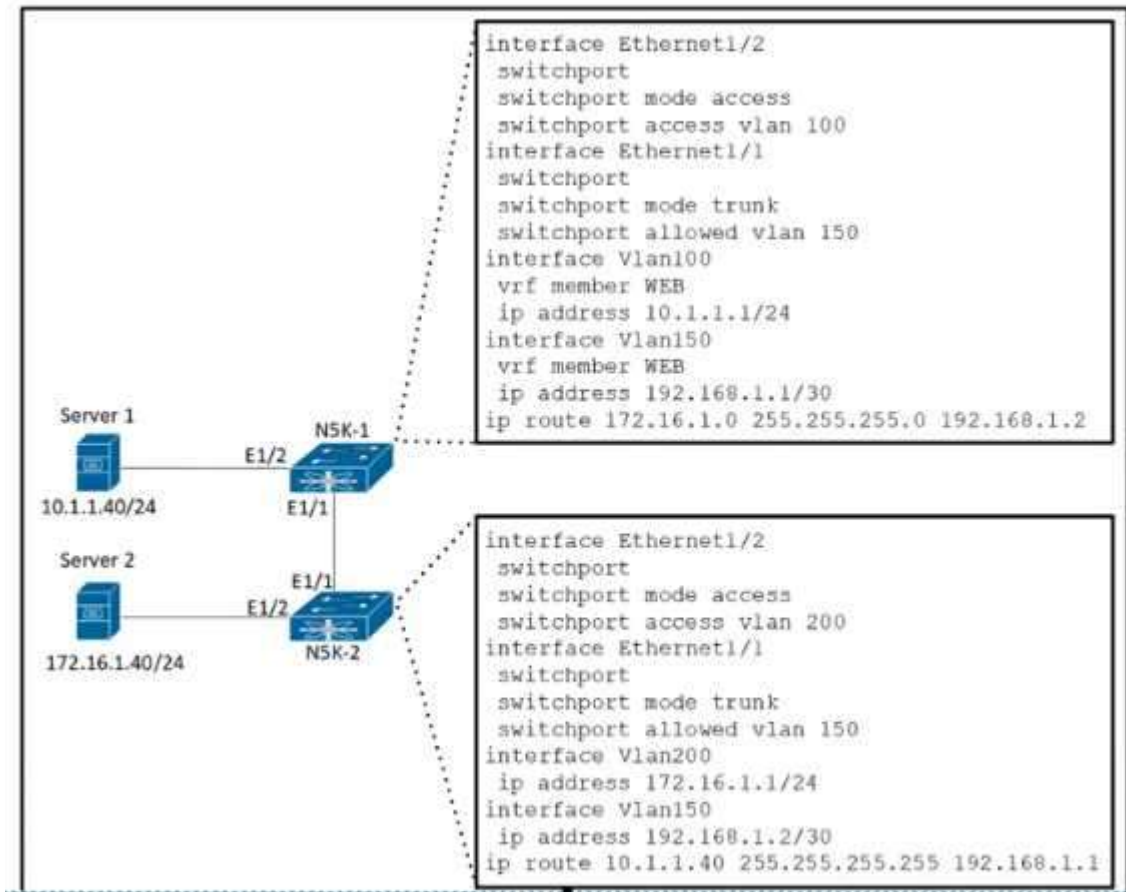 interface Ethernet1/2
switchport
switchport mode access
switchport access vlan 100
interface Ethernet1/1
switchport
switchport mode trunk
switchport allowed vlan 150
interface Vlan100
vrf member WEB
ip address 10.1.1.1/24
interface Vlan150
vrf member WEB
ip address 192.168.1.1/30
ip route 172.16.1.0 255.255.255.0 192.168.1.2
Server 1
N5K-1
E1/2
10.1.1.40/24
E1/1
Server 2
E1/1
E1/2
N5K-2
172.16.1.40/24
interface Ethernet1/2
switchport
switchport mode access
switchport access vlan 200
interface Ethernet1/1
switchport
switchport mode trunk
switchport allowed vlan 150
interface Vlan200
ip address 172.16.1.1/24
interface Vlan150
ip address 192.168.1.2/30
ip route 10.1.1.40 255.255.255.255 192.168.1.1